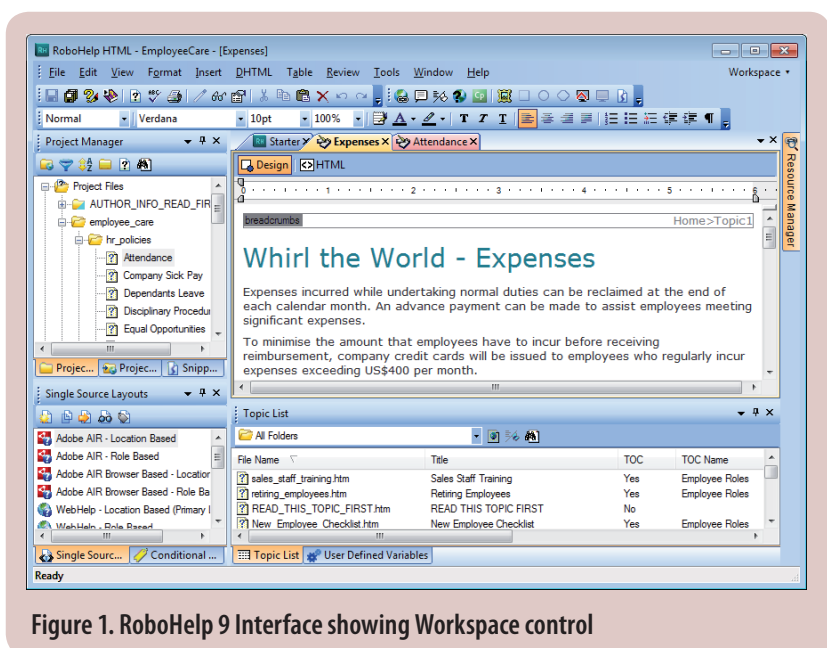 RoboHelp HTML - EmployeeCare - [Expenses]
File Edit View Format Insert DHTML Table Review Tools Window Help Workspace
Normal Verdana 10pt 100%
Project Manager
Project Files
AUTHOR_INFO_READ_FIR
employee_care
hr_policies
Attendance
Company Sick Pay
Dependants Leave
Disciplinary Procedu
Equal Opportunities
Projec... Projec... Snipp...
Starter Expenses Attendance
Design HTML
1 2 3 4 5 6
breadcrumbs Home>Topic1
Whirl the World - Expenses
Expenses incurred while undertaking normal duties can be reclaimed at the end of
each calendar month. An advance payment can be made to assist employees meeting
significant expenses.
To minimise the amount that employees have to incur before receiving
reimbursement, company credit cards will be issued to employees who regularly incur
expenses exceeding US$400 per month.
Resource Manager
Single Source Layouts
Adobe AIR - Location Based
Adobe AIR - Role Based
Adobe AIR Browser Based - Location
Adobe AIR Browser Based - Role Ba
WebHelp - Location Based (Primary l
WebHelp - Role Based
Single Sourc... Conditional ...
Topic List
All Folders
File Name Title TOC TOC Name
sales_staff_training.htm Sales Staff Training Yes Employee Roles
retiring_employees.htm Retiring Employees Yes Employee Roles
READ_THIS_TOPIC_FIRST.htm READ THIS TOPIC FIRST No
New_Employee_Checklist.htm New Employee Checklist Yes Employee Roles
Topic List User Defined Variables
Ready
Figure 1. RoboHelp 9 Interface showing Workspace control